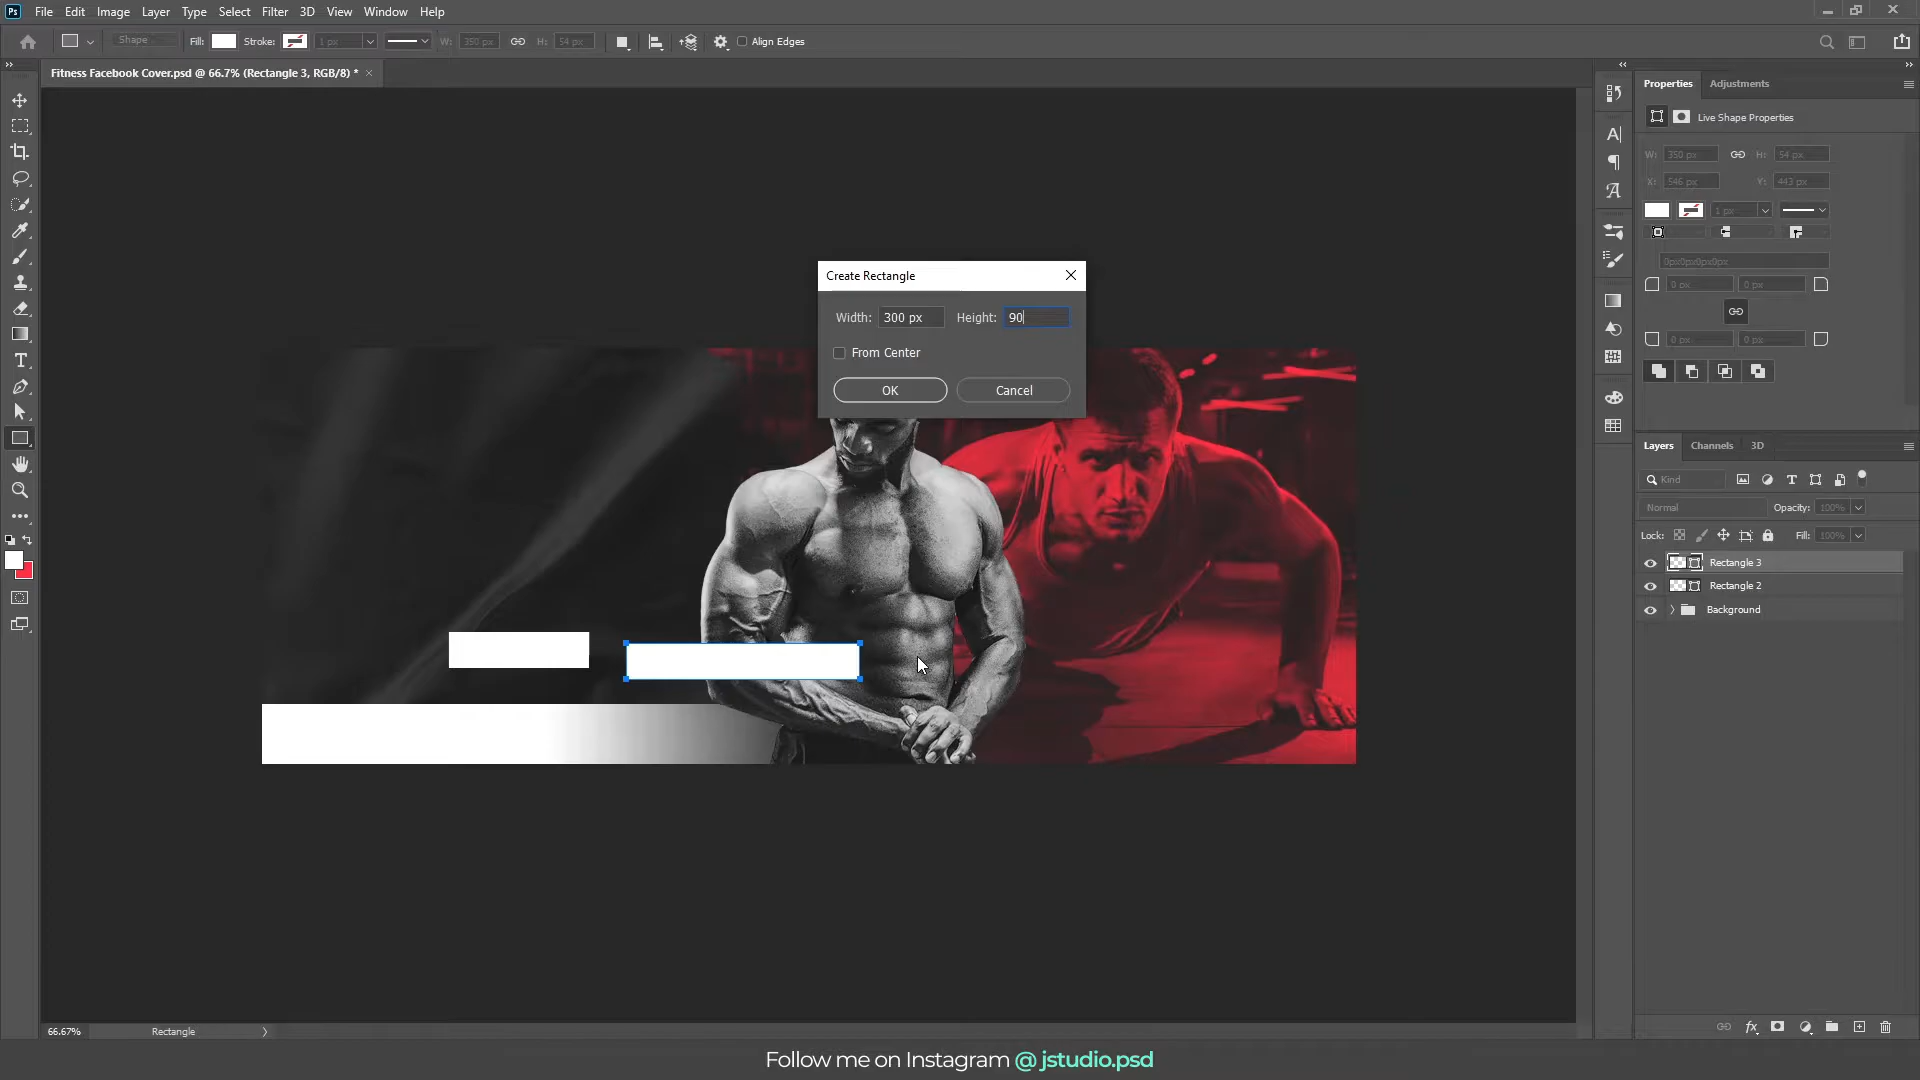 Ps File Edit Image Layer Type Select Filter 3D View Window Help
Shape Fill: Stroke: 1 px W: 350 px H: 54 px Align Edges
Fitness Facebook Cover.psd @ 66.7% (Rectangle 3, RGB/8) *
Properties Adjustments
Live Shape Properties
W: 350 px H: 54 px
X: 546 px Y: 443 px
1 px
0px0px0px0px
0 px 0 px
0 px 0 px
Create Rectangle
Width: 300 px Height: 90
From Center
OK Cancel
Layers Channels 3D
Kind
Normal Opacity: 100%
Lock: Fill: 100%
Rectangle 3
Rectangle 2
Background
66.67% Rectangle
Follow me on Instagram @ jstudio.psd